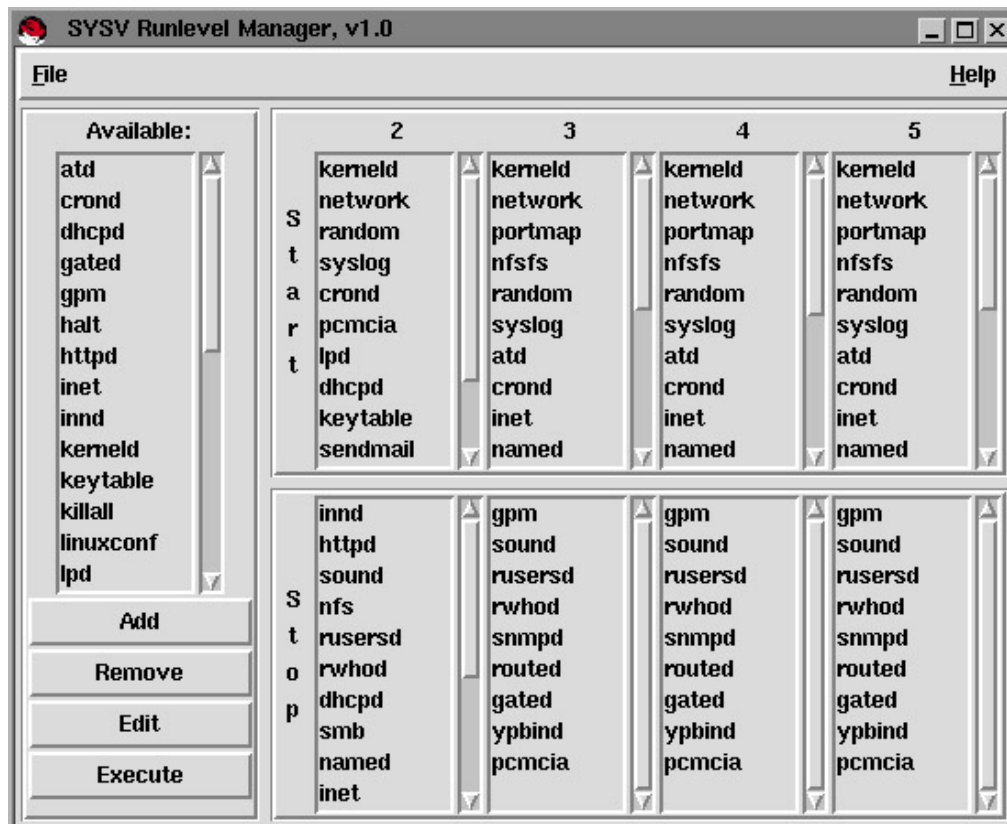 SYSV Runlevel Manager, v1.0
File Help
Available:
atd
crond
dhcpd
gated
gpm
halt
httpd
inet
innd
kerneld
keytable
killall
linuxconf
lpd
Add
Remove
Edit
Execute
2 3 4 5
Start
kerneld kerneld kerneld kerneld
network network network network
random portmap portmap portmap
syslog nfsfs nfsfs nfsfs
crond random random random
pcmcia syslog syslog syslog
lpd atd atd atd
dhcpd crond crond crond
keytable inet inet inet
sendmail named named named
Stop
innd gpm gpm gpm
httpd sound sound sound
sound rusersd rusersd rusersd
nfs rwhod rwhod rwhod
rusersd snmpd snmpd snmpd
rwhod routed routed routed
dhcpd gated gated gated
smb ypbind ypbind ypbind
named pcmcia pcmcia pcmcia
inet